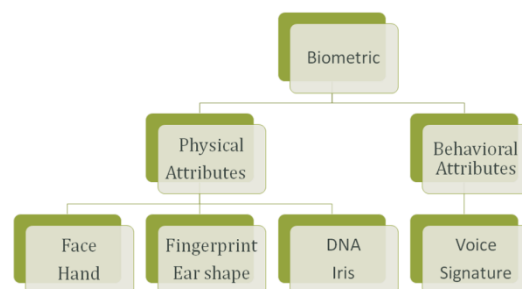 Biometric
Physical
Attributes
Behavioral
Attributes
Face
Hand
Fingerprint
Ear shape
DNA
Iris
Voice
Signature